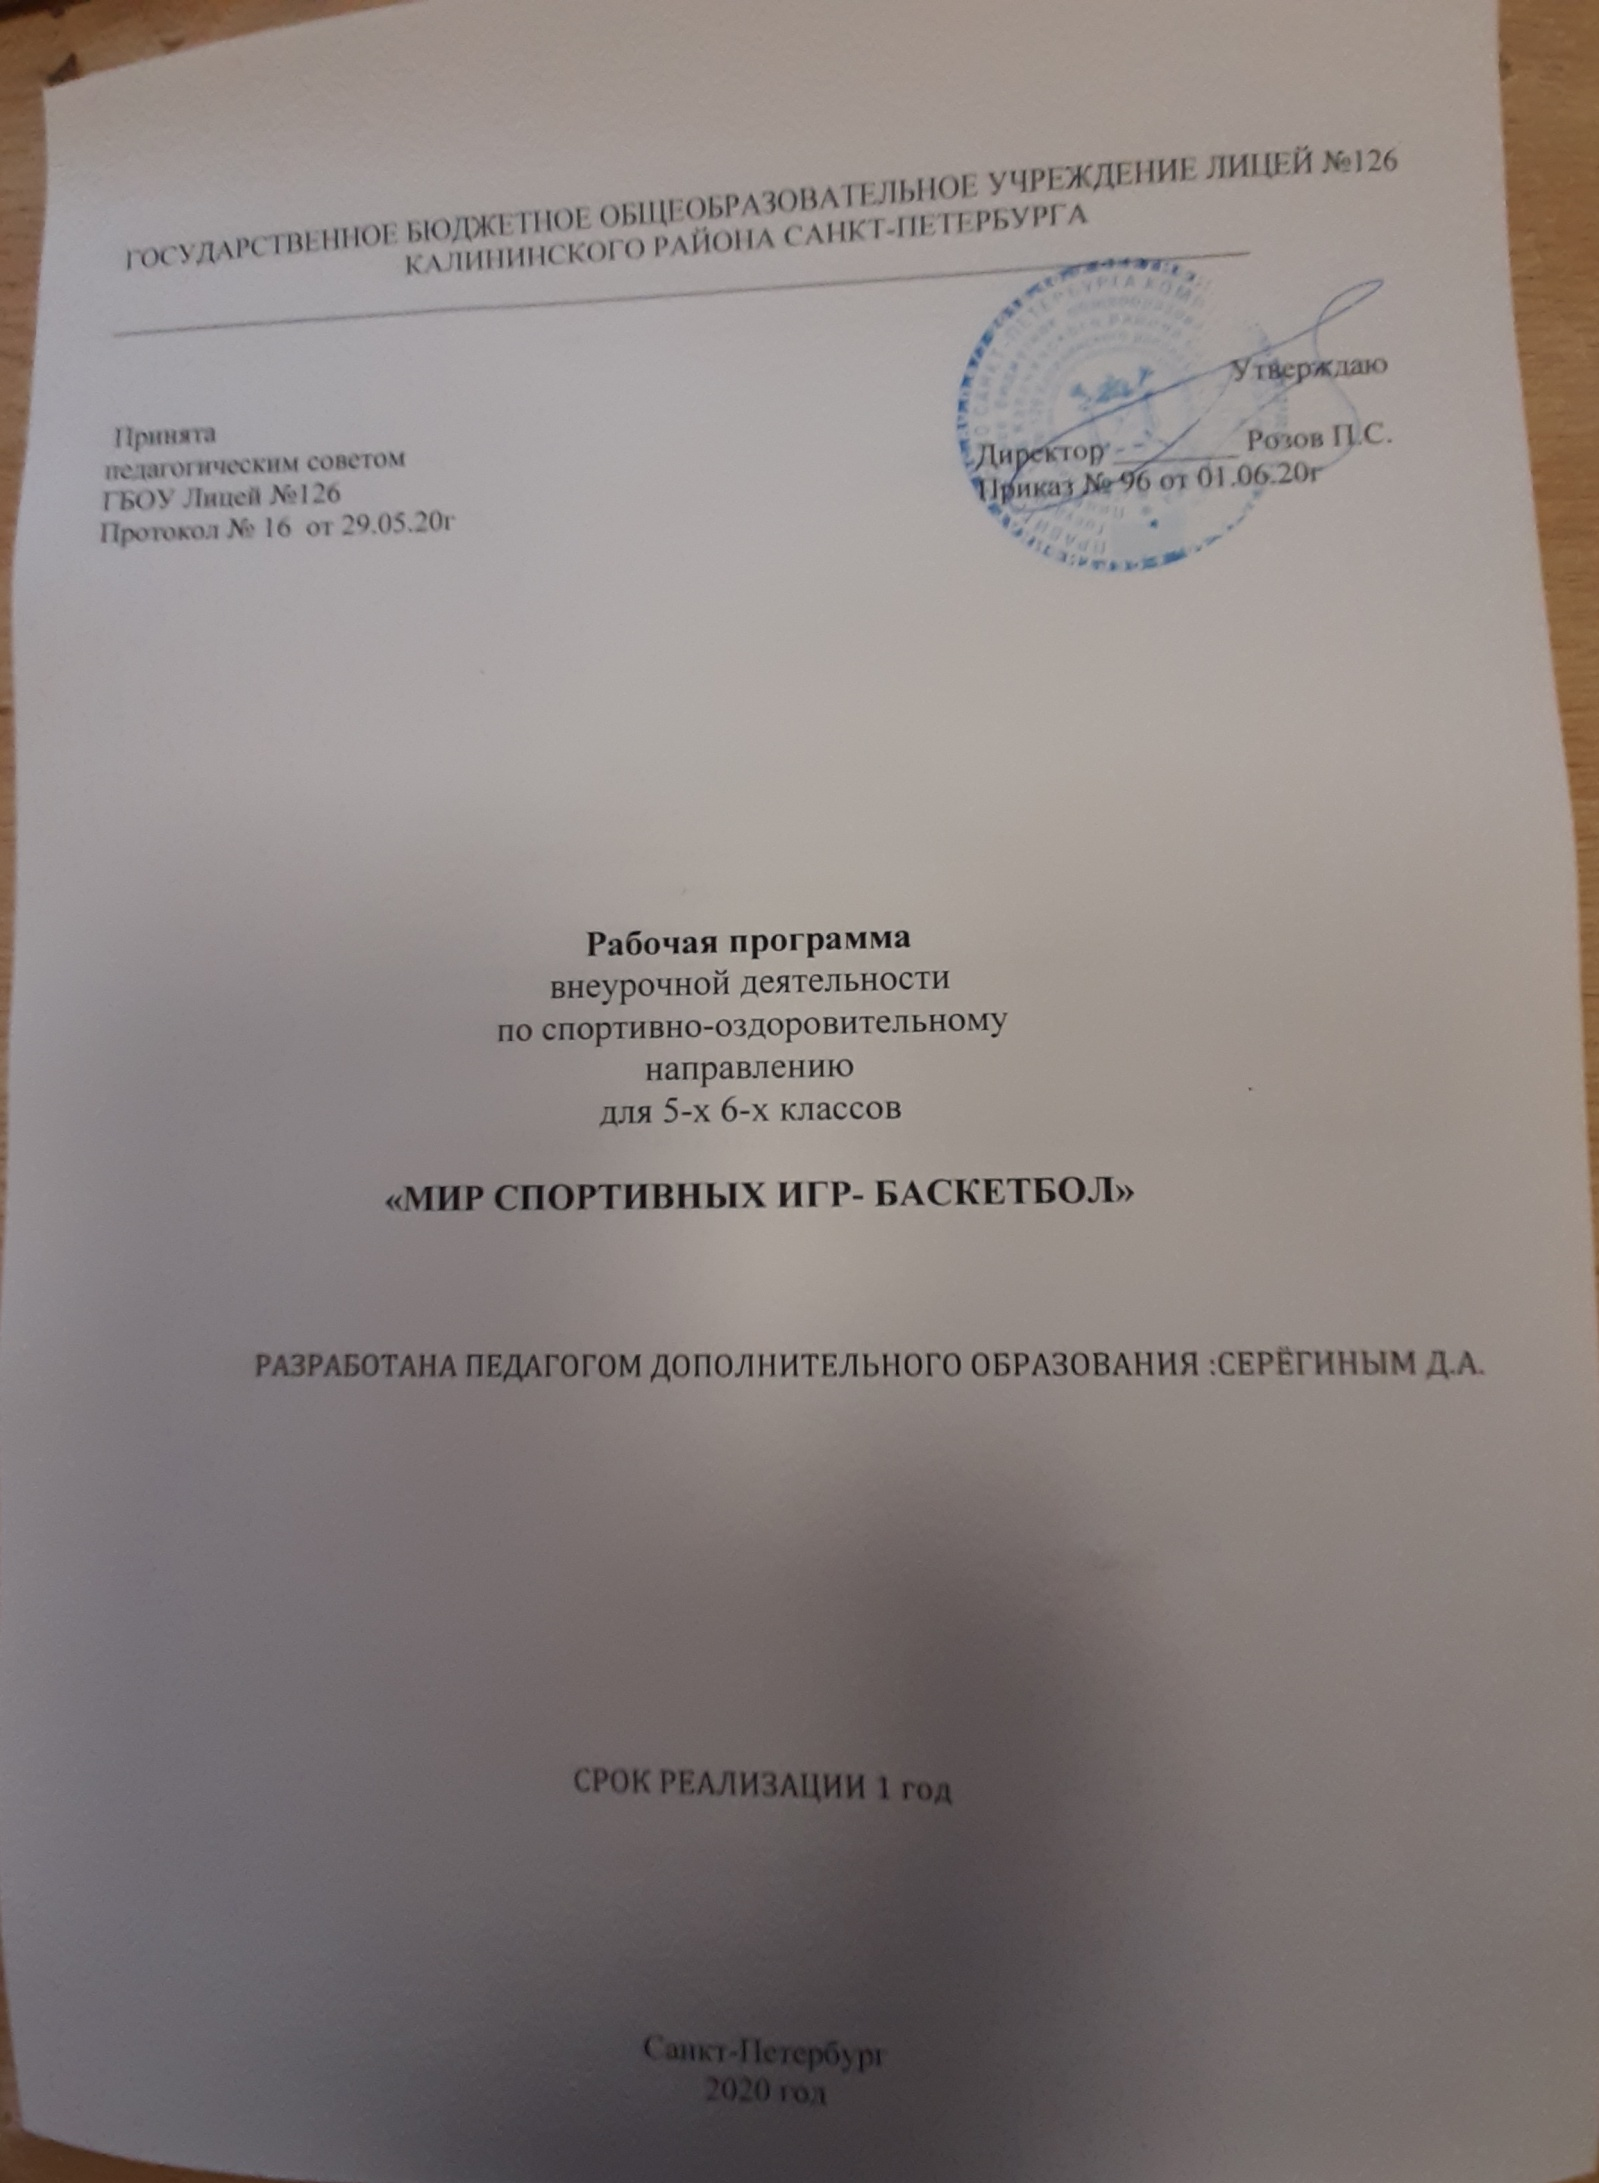 ГОСУДАРСТВЕННОЕ БЮДЖЕТНОЕ ОБЩЕОБРАЗОВАТЕЛЬНОЕ УЧРЕЖДЕНИЕ ЛИЦЕЙ №126
КАЛИНИНСКОГО РАЙОНА САНКТ-ПЕТЕРБУРГА
Принята
педагогическим советом
ГБОУ Лицей №126
Протокол № 16 от 29.05.20г
Утверждаю
Директор _________ Розов П.С.
Приказ № 96 от 01.06.20г
Рабочая программа
внеурочной деятельности
по спортивно-оздоровительному
направлению
для 5-х 6-х классов
«МИР СПОРТИВНЫХ ИГР- БАСКЕТБОЛ»
РАЗРАБОТАНА ПЕДАГОГОМ ДОПОЛНИТЕЛЬНОГО ОБРАЗОВАНИЯ :СЕРЁГИНЫМ Д.А.
СРОК РЕАЛИЗАЦИИ 1 год
Санкт-Петербург
2020 год